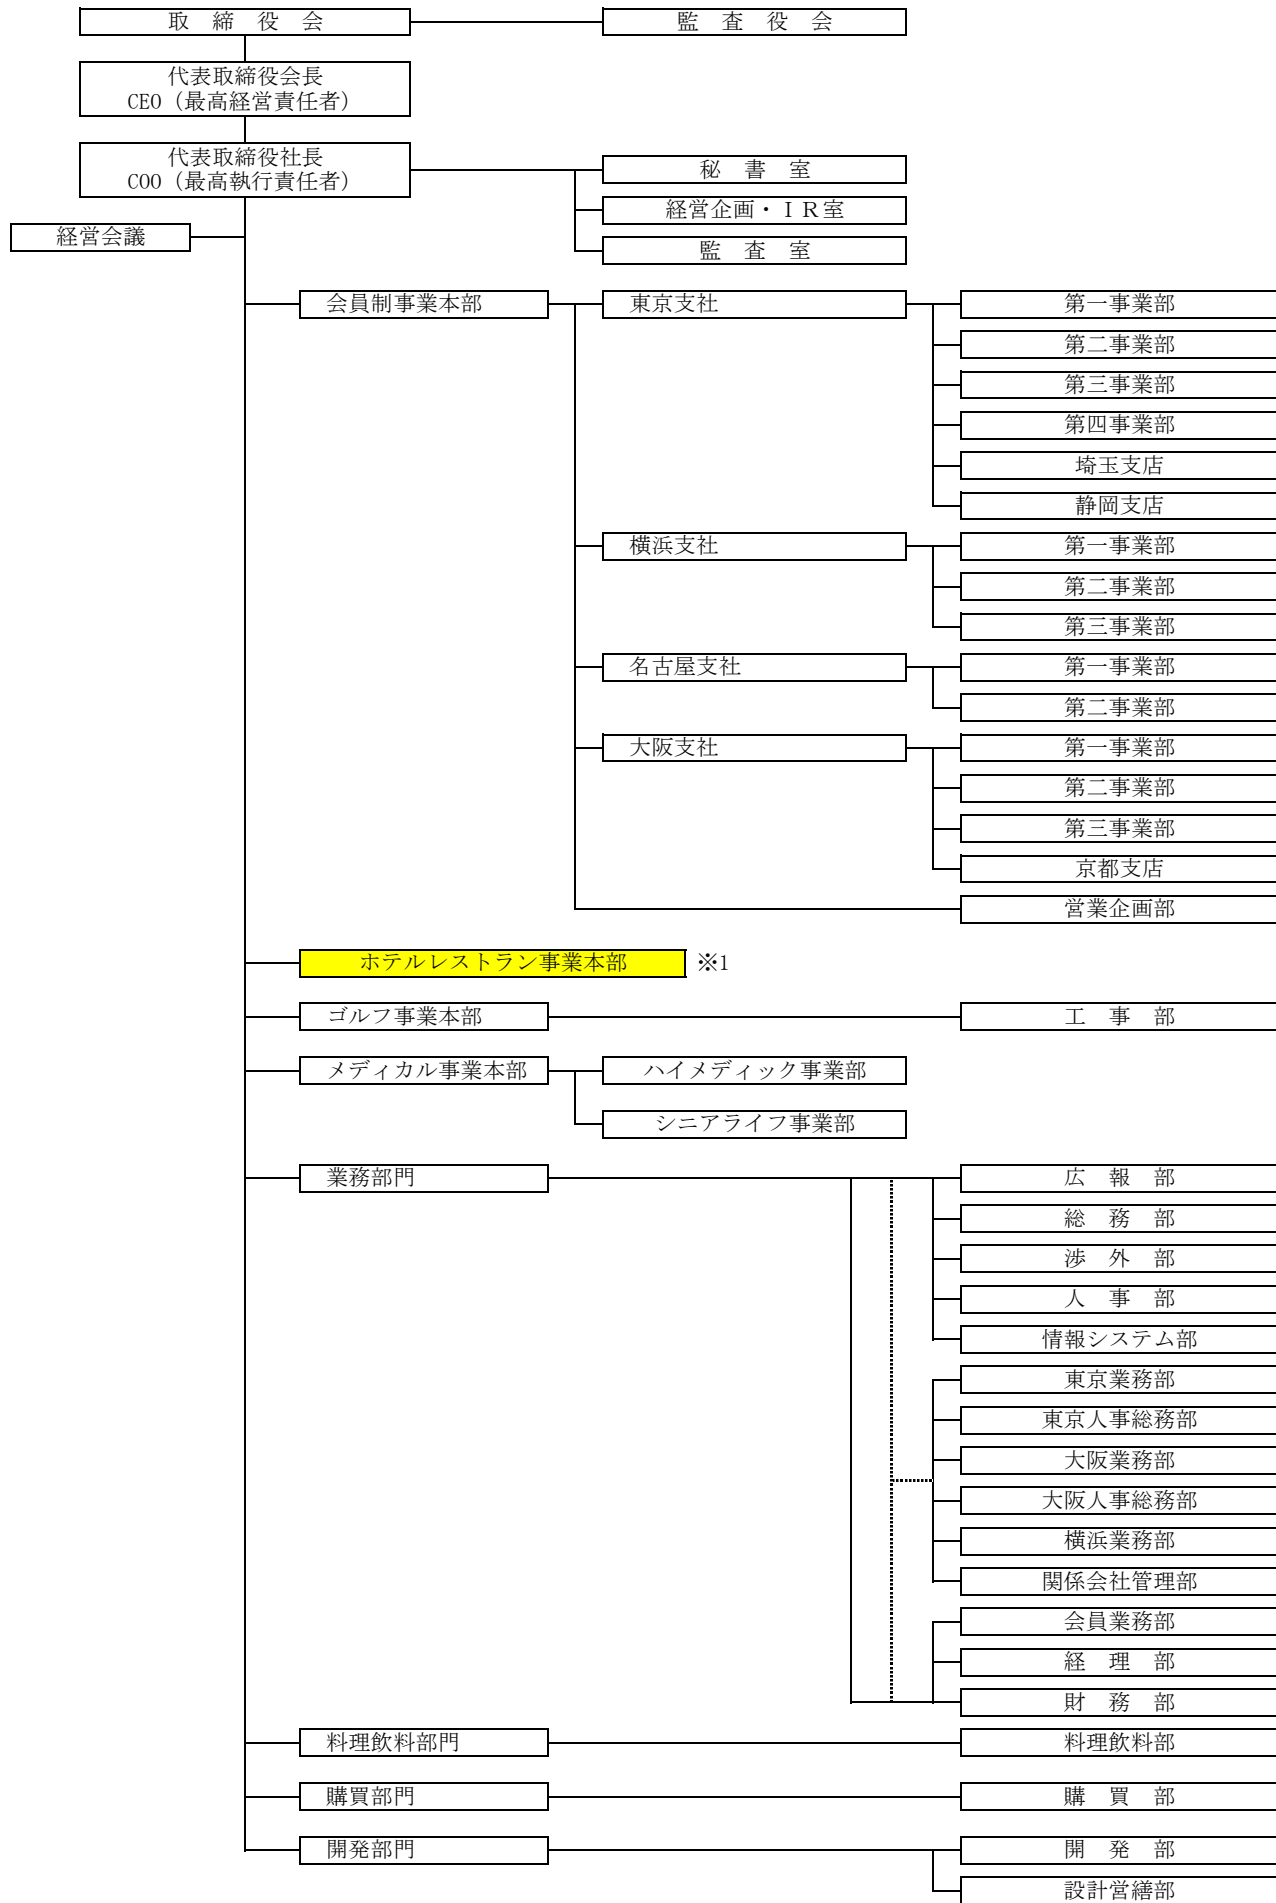 取　締　役　会
監　査　役　会
代表取締役会長
CEO（最高経営責任者）
代表取締役社長
COO（最高執行責任者）
秘　書　室
経営企画・ＩＲ室
経営会議
監　査　室
会員制事業本部
東京支社
第一事業部
第二事業部
第三事業部
第四事業部
埼玉支店
静岡支店
横浜支社
第一事業部
第二事業部
第三事業部
名古屋支社
第一事業部
第二事業部
大阪支社
第一事業部
第二事業部
第三事業部
京都支店
営業企画部
ホテルレストラン事業本部
※1
ゴルフ事業本部
工　事　部
メディカル事業本部
ハイメディック事業部
シニアライフ事業部
業務部門
広　報　部
総　務　部
渉　外　部
人　事　部
情報システム部
東京業務部
東京人事総務部
大阪業務部
大阪人事総務部
横浜業務部
関係会社管理部
会員業務部
経　理　部
財　務　部
料理飲料部門
料理飲料部
購買部門
購　買　部
開発部門
開　発　部
設計営繕部